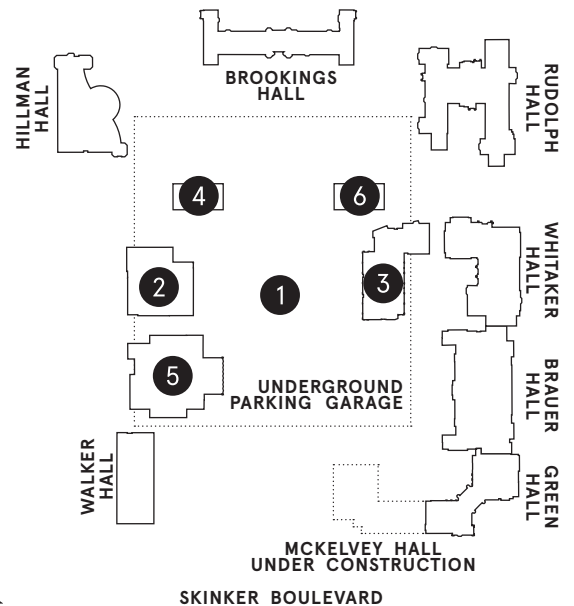 BROOKINGS
HALL
HILLMAN
HALL
RUDOLPH
HALL
4
6
WHITAKER
HALL
2
1
3
5
UNDERGROUND
PARKING GARAGE
BRAUER
HALL
WALKER
HALL
GREEN
HALL
MCKELVEY HALL
UNDER CONSTRUCTION
SKINKER BOULEVARD